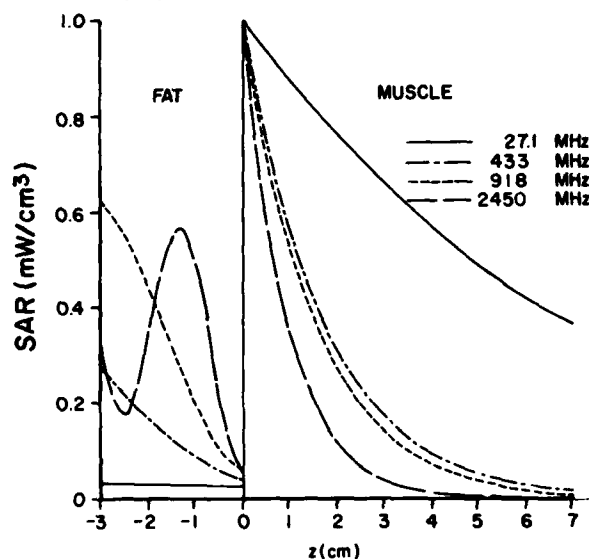 1.0
FAT
MUSCLE
27.1 MHz
433 MHz
918 MHz
2450 MHz
0.8
0.6
0.4
0.2
0
SAR (mW/cm³)
-3 -2 -1 0 1 2 3 4 5 6 7
z (cm)